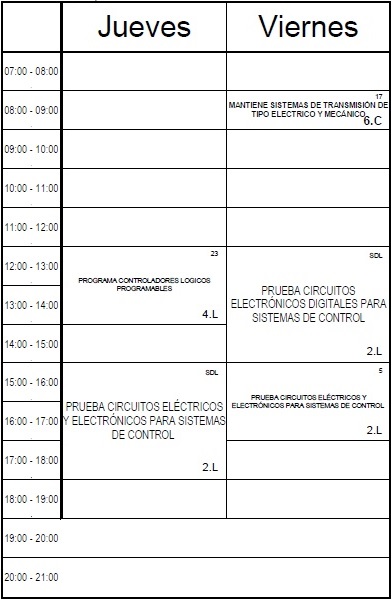 Jueves Viernes
07:00 - 08:00
17
08:00 - 09:00 MANTIENE SISTEMAS DE TRANSMISIÓN DE
TIPO ELECTRICO Y MECÁNICO
6.C
09:00 - 10:00
10:00 - 11:00
11:00 - 12:00
23 SDL
12:00 - 13:00
PROGRAMA CONTROLADORES LOGICOS
PROGRAMABLES
PRUEBA CIRCUITOS
ELECTRÓNICOS DIGITALES PARA
SISTEMAS DE CONTROL
13:00 - 14:00
4.L
14:00 - 15:00
2.L
SDL 5
15:00 - 16:00
PRUEBA CIRCUITOS ELÉCTRICOS
Y ELECTRÓNICOS PARA SISTEMAS
DE CONTROL
PRUEBA CIRCUITOS ELÉCTRICOS Y
ELECTRÓNICOS PARA SISTEMAS DE CONTROL
16:00 - 17:00
2.L
17:00 - 18:00
2.L
18:00 - 19:00
19:00 - 20:00
20:00 - 21:00